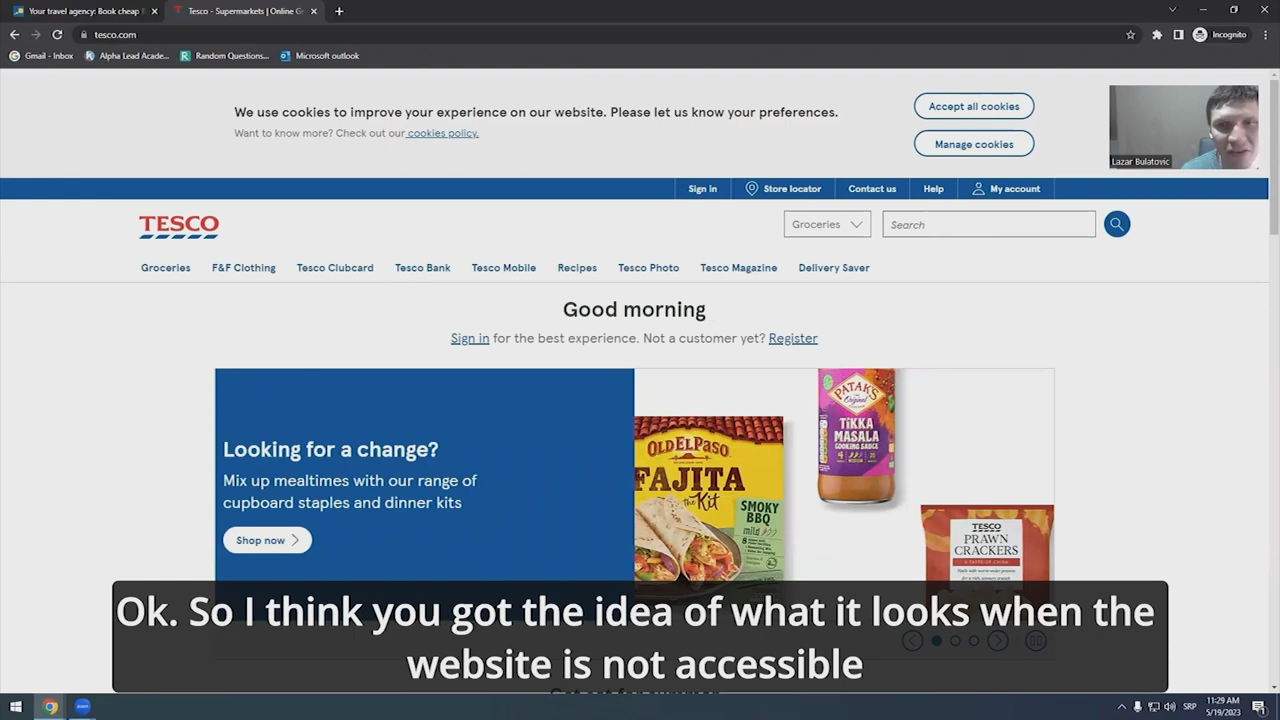 Your travel agency: Book cheap
Tesco - Supermarkets | Online Gr
tesco.com
Incognito
Gmail - Inbox
Alpha Lead Acade...
Random Questions...
Microsoft outlook
We use cookies to improve your experience on our website. Please let us know your preferences.
Want to know more? Check out our cookies policy.
Accept all cookies
Manage cookies
Lazar Bulatovic
Sign in
Store locator
Contact us
Help
My account
TESCO
Groceries
Search
Groceries
F&F Clothing
Tesco Clubcard
Tesco Bank
Tesco Mobile
Recipes
Tesco Photo
Tesco Magazine
Delivery Saver
Good morning
Sign in for the best experience. Not a customer yet? Register
Looking for a change?
Mix up mealtimes with our range of
cupboard staples and dinner kits
Shop now
OLD EL PASO
FAJITA
the Kit
SMOKY
BBQ
mild
PATAK'S
The Original
TIKKA
MASALA
COOKING SAUCE
TESCO
PRAWN
CRACKERS
Ok. So I think you got the idea of what it looks when the
website is not accessible
SRP
11:29 AM
5/19/2023